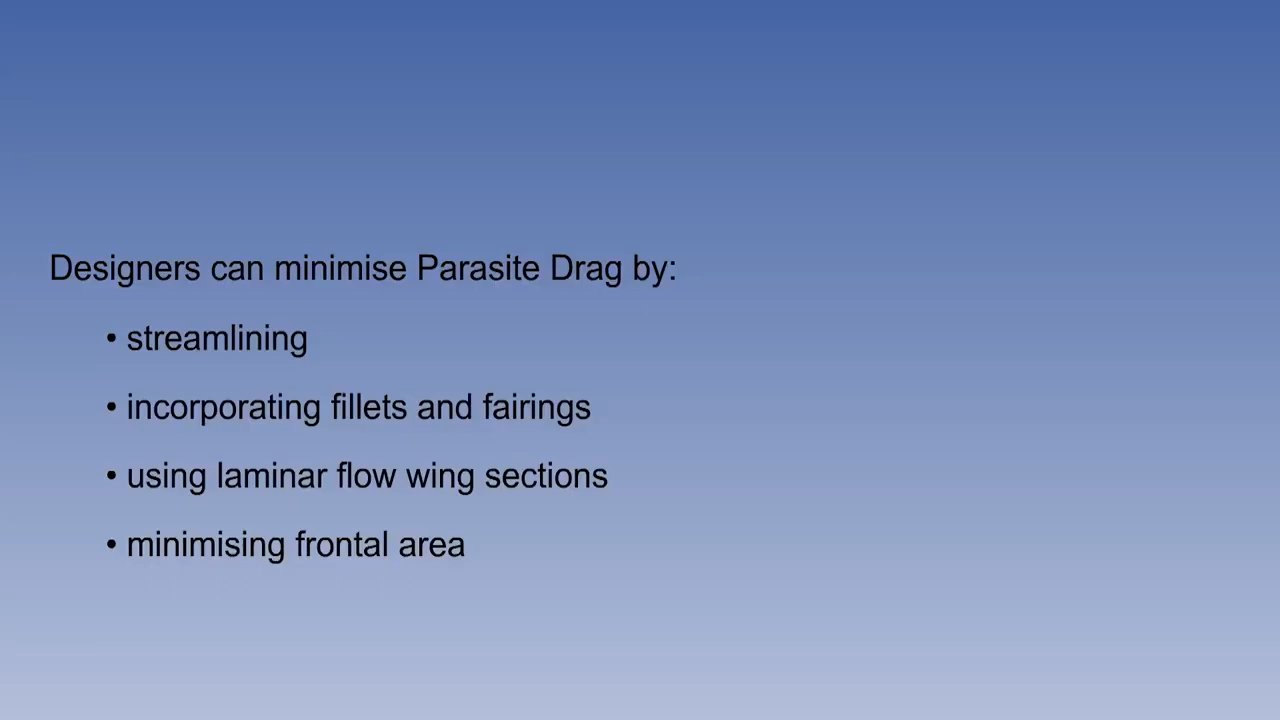 Designers can minimise Parasite Drag by:
• streamlining
• incorporating fillets and fairings
• using laminar flow wing sections
• minimising frontal area